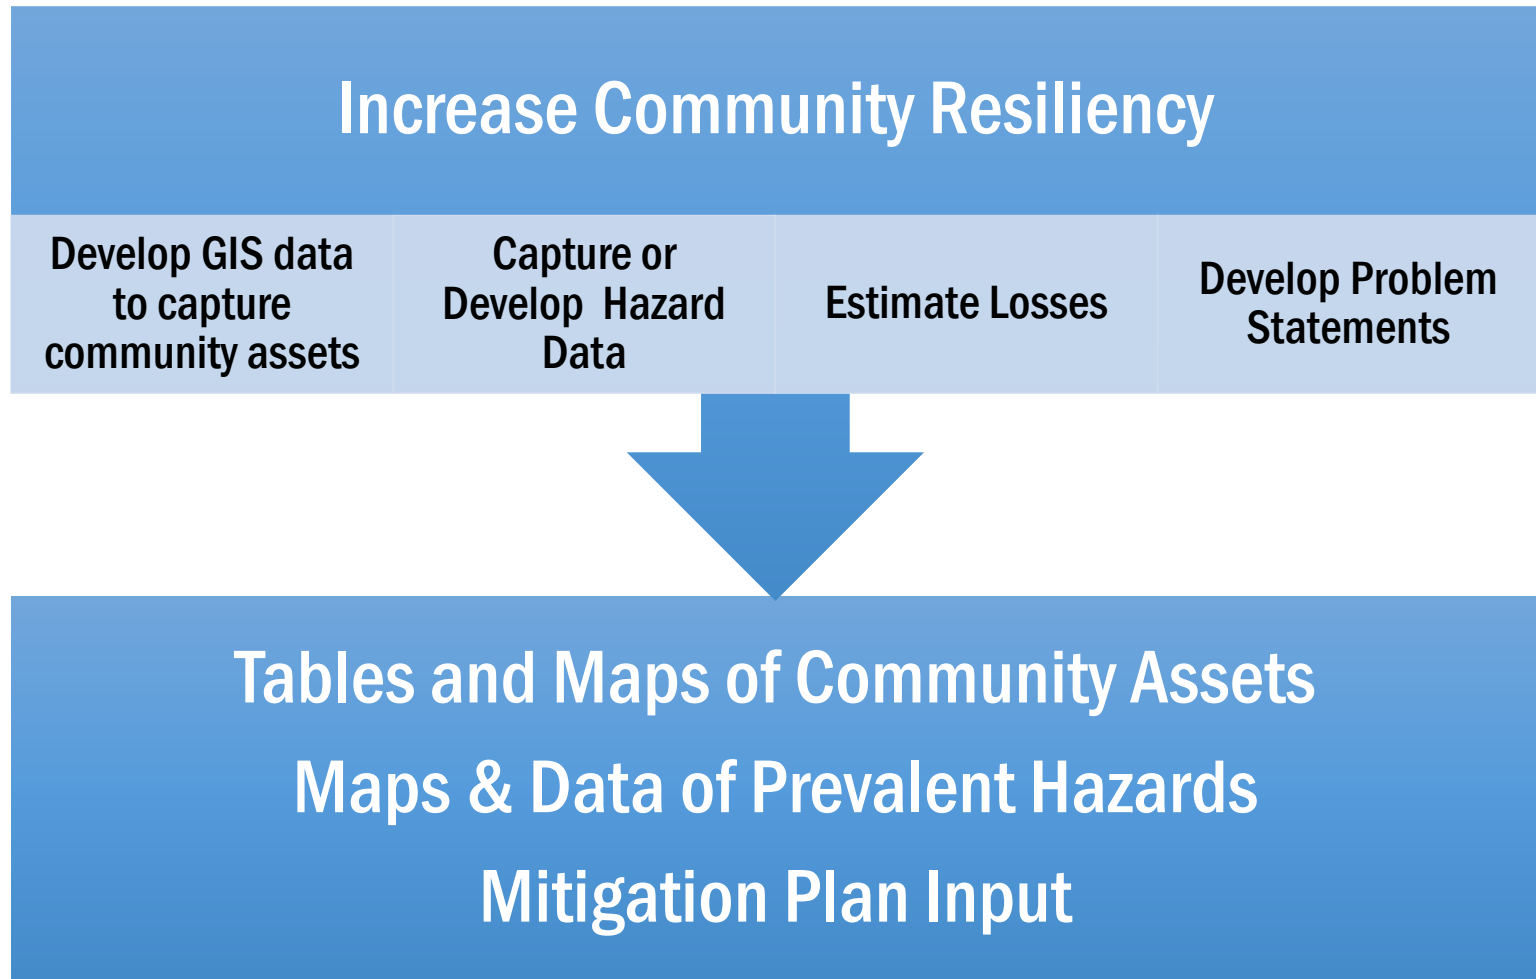 Increase Community Resiliency
Develop GIS data
to capture
community assets
Capture or
Develop  Hazard
Data
Estimate Losses
Develop Problem
Statements
Tables and Maps of Community Assets
Maps & Data of Prevalent Hazards
Mitigation Plan Input